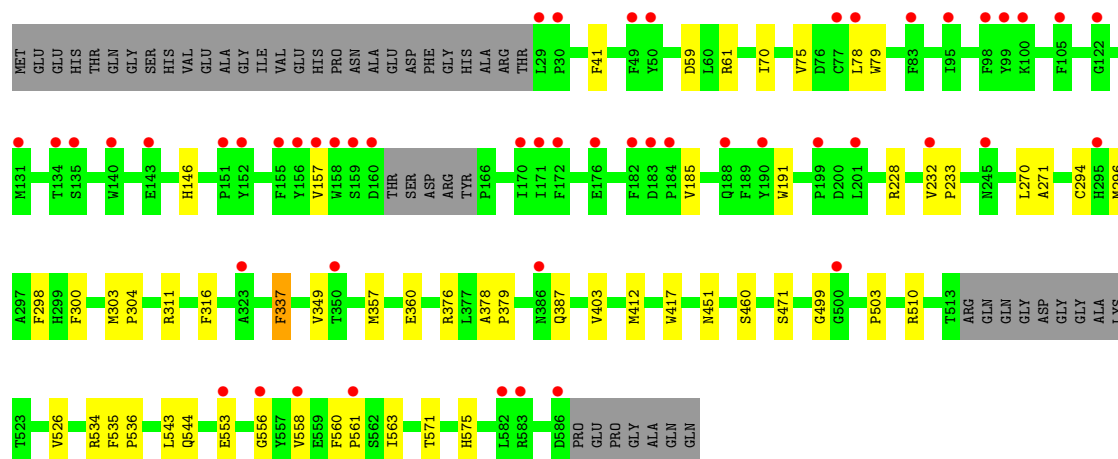 MET GLU GLU HIS THR GLN GLY SER HIS VAL GLU ALA GLY ILE VAL GLU HIS PRO ASN ALA GLU ASP PHE GLY HIS ALA ARG THR L29 P30 F41 F49 Y50 D59 L60 R61 I70 V75 D76 C77 L78 W79 F83 I95 F98 Y99 K100 F105 G122
M131 T134 S135 W140 E143 H146 P151 Y152 F155 Y156 V157 W158 S159 D160 THR SER ASP ARG TYR P166 I170 I171 F172 E176 F182 D183 P184 V185 Q188 F189 Y190 W191 P199 D200 L201 R228 V232 P233 N245 L270 A271 C294 H295 M296
A297 F298 H299 F300 M303 P304 R311 F316 A323 F337 V349 T350 M357 E360 R376 L377 A378 P379 N386 Q387 V403 M412 W417 N451 S460 S471 G499 G500 P503 R510 T513 ARG GLN GLN GLY ASP GLY GLY ALA LYS
T523 V526 R534 F535 P536 L543 Q544 E553 G556 Y557 V558 E559 F560 P561 S562 I563 T571 H575 L582 R583 D586 PRO GLU PRO GLY ALA GLN GLN